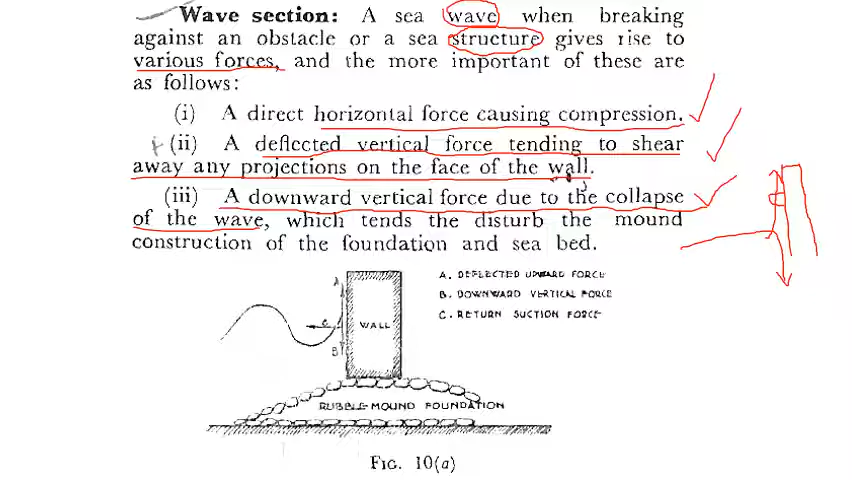 Wave section: A sea wave when breaking
against an obstacle or a sea structure gives rise to
various forces, and the more important of these are
as follows:
(i) A direct horizontal force causing compression.
(ii) A deflected vertical force tending to shear
away any projections on the face of the wall.
(iii) A downward vertical force due to the collapse
of the wave, which tends the disturb the mound
construction of the foundation and sea bed.
A. DEFLECTED UPWARD FORCE
B. DOWNWARD VERTICAL FORCE
C. RETURN SUCTION FORCE
A
WALL
C
B
RUBBLE-MOUND FOUNDATION
FIG. 10(a)